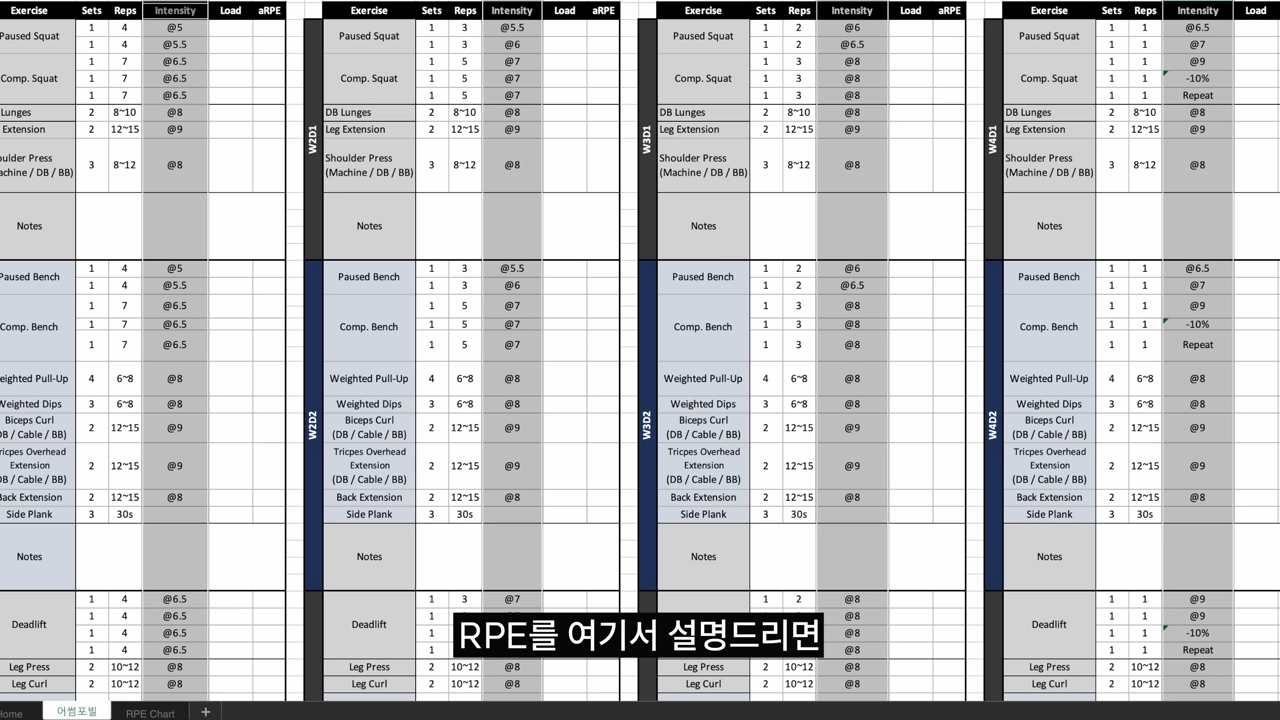 Exercise Sets Reps Intensity Load aRPE Exercise Sets Reps Intensity Load aRPE Exercise Sets Reps Intensity Load aRPE Exercise Sets Reps Intensity Load
Paused Squat 1 4 @5 Paused Squat 1 3 @5.5 Paused Squat 1 2 @6 Paused Squat 1 1 @6.5
1 4 @5.5 1 3 @6 1 2 @6.5 1 1 @7
Comp. Squat 1 7 @6.5 Comp. Squat 1 5 @7 Comp. Squat 1 3 @8 Comp. Squat 1 1 @9
1 7 @6.5 1 5 @7 1 3 @8 1 1 -10%
1 7 @6.5 1 5 @7 1 3 @8 1 1 Repeat
Lunges 2 8~10 @8 DB Lunges 2 8~10 @8 DB Lunges 2 8~10 @8 DB Lunges 2 8~10 @8
Extension 2 12~15 @9 Leg Extension 2 12~15 @9 Leg Extension 2 12~15 @9 Leg Extension 2 12~15 @9
W2D1 W3D1 W4D1
oulder Press Shoulder Press Shoulder Press Shoulder Press
achine / DB / BB) 3 8~12 @8 (Machine / DB / BB) 3 8~12 @8 (Machine / DB / BB) 3 8~12 @8 (Machine / DB / BB) 3 8~12 @8
Notes Notes Notes Notes
Paused Bench 1 4 @5 Paused Bench 1 3 @5.5 Paused Bench 1 2 @6 Paused Bench 1 1 @6.5
1 4 @5.5 1 3 @6 1 2 @6.5 1 1 @7
Comp. Bench 1 7 @6.5 Comp. Bench 1 5 @7 Comp. Bench 1 3 @8 Comp. Bench 1 1 @9
1 7 @6.5 1 5 @7 1 3 @8 1 1 -10%
1 7 @6.5 1 5 @7 1 3 @8 1 1 Repeat
eighted Pull-Up 4 6~8 @8 Weighted Pull-Up 4 6~8 @8 Weighted Pull-Up 4 6~8 @8 Weighted Pull-Up 4 6~8 @8
Weighted Dips 3 6~8 @8 Weighted Dips 3 6~8 @8 Weighted Dips 3 6~8 @8 Weighted Dips 3 6~8 @8
W2D2 W3D2 W4D2
Biceps Curl Biceps Curl Biceps Curl Biceps Curl
DB / Cable / BB) 2 12~15 @9 (DB / Cable / BB) 2 12~15 @9 (DB / Cable / BB) 2 12~15 @9 (DB / Cable / BB) 2 12~15 @9
ricpes Overhead Tricpes Overhead Tricpes Overhead Tricpes Overhead
Extension 2 12~15 @9 Extension 2 12~15 @9 Extension 2 12~15 @9 Extension 2 12~15 @9
DB / Cable / BB) (DB / Cable / BB) (DB / Cable / BB) (DB / Cable / BB)
Back Extension 2 12~15 @8 Back Extension 2 12~15 @8 Back Extension 2 12~15 @8 Back Extension 2 12~15 @8
Side Plank 3 30s Side Plank 3 30s Side Plank 3 30s Side Plank 3 30s
Notes Notes Notes Notes
Deadlift 1 4 @6.5 Deadlift 1 3 @7 1 2 @8 Deadlift 1 1 @9
1 4 @6.5 1 @8 1 1 -10%
1 4 @6.5 1 @8 1 1 -10%
1 4 @6.5 1 @8 1 1 Repeat
RPE를 여기서 설명드리면
Leg Press 2 10~12 @8 Leg Press 2 10~12 @8 Leg Press 2 10~12 @8 Leg Press 2 10~12 @8
Leg Curl 2 10~12 @8 Leg Curl 2 10~12 @8 Leg Curl 2 10~12 @8 Leg Curl 2 10~12 @8
Home 어썸포빌 RPE Chart +